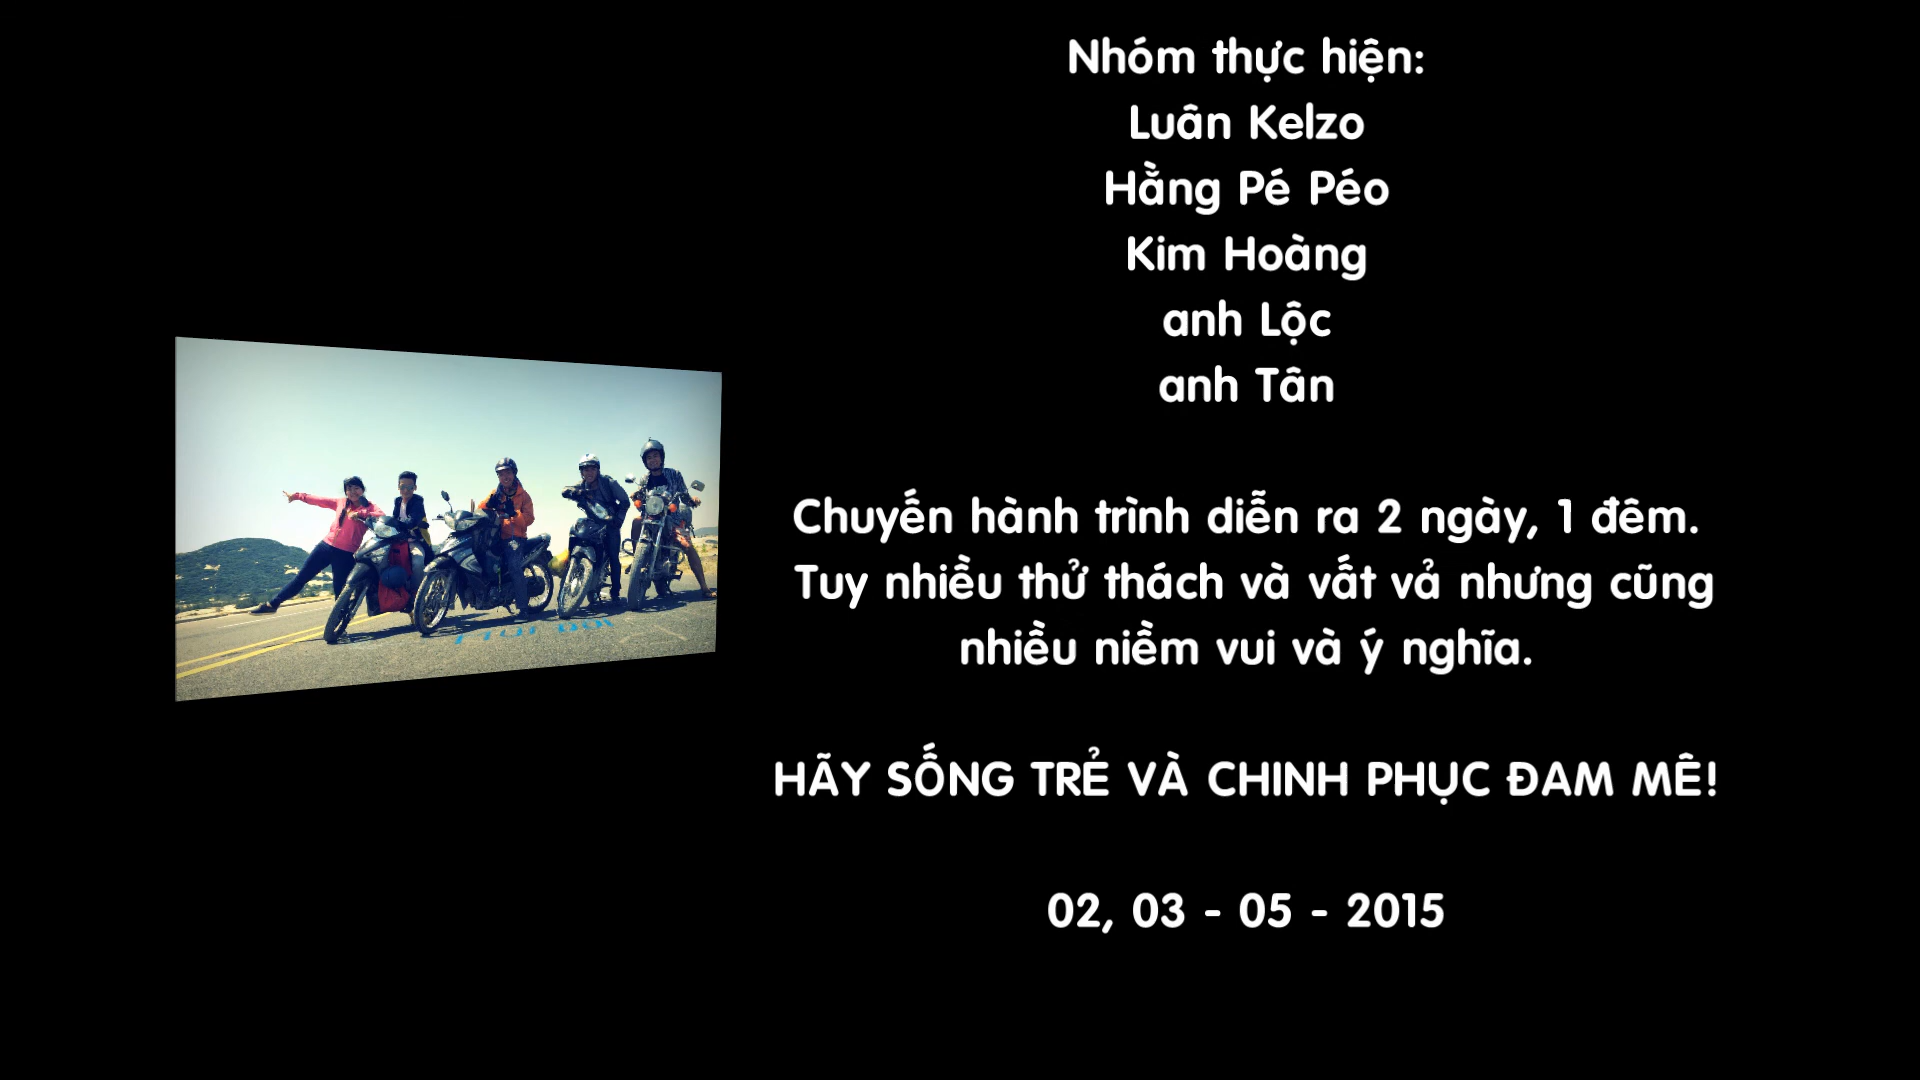 Nhóm thực hiện:
Luân Kelzo
Hằng Pé Péo
Kim Hoàng
anh Lộc
anh Tân
Chuyến hành trình diễn ra 2 ngày, 1 đêm.
Tuy nhiều thử thách và vất vả nhưng cũng
nhiều niềm vui và ý nghĩa.
HÃY SỐNG TRẺ VÀ CHINH PHỤC ĐAM MÊ!
02, 03 - 05 - 2015